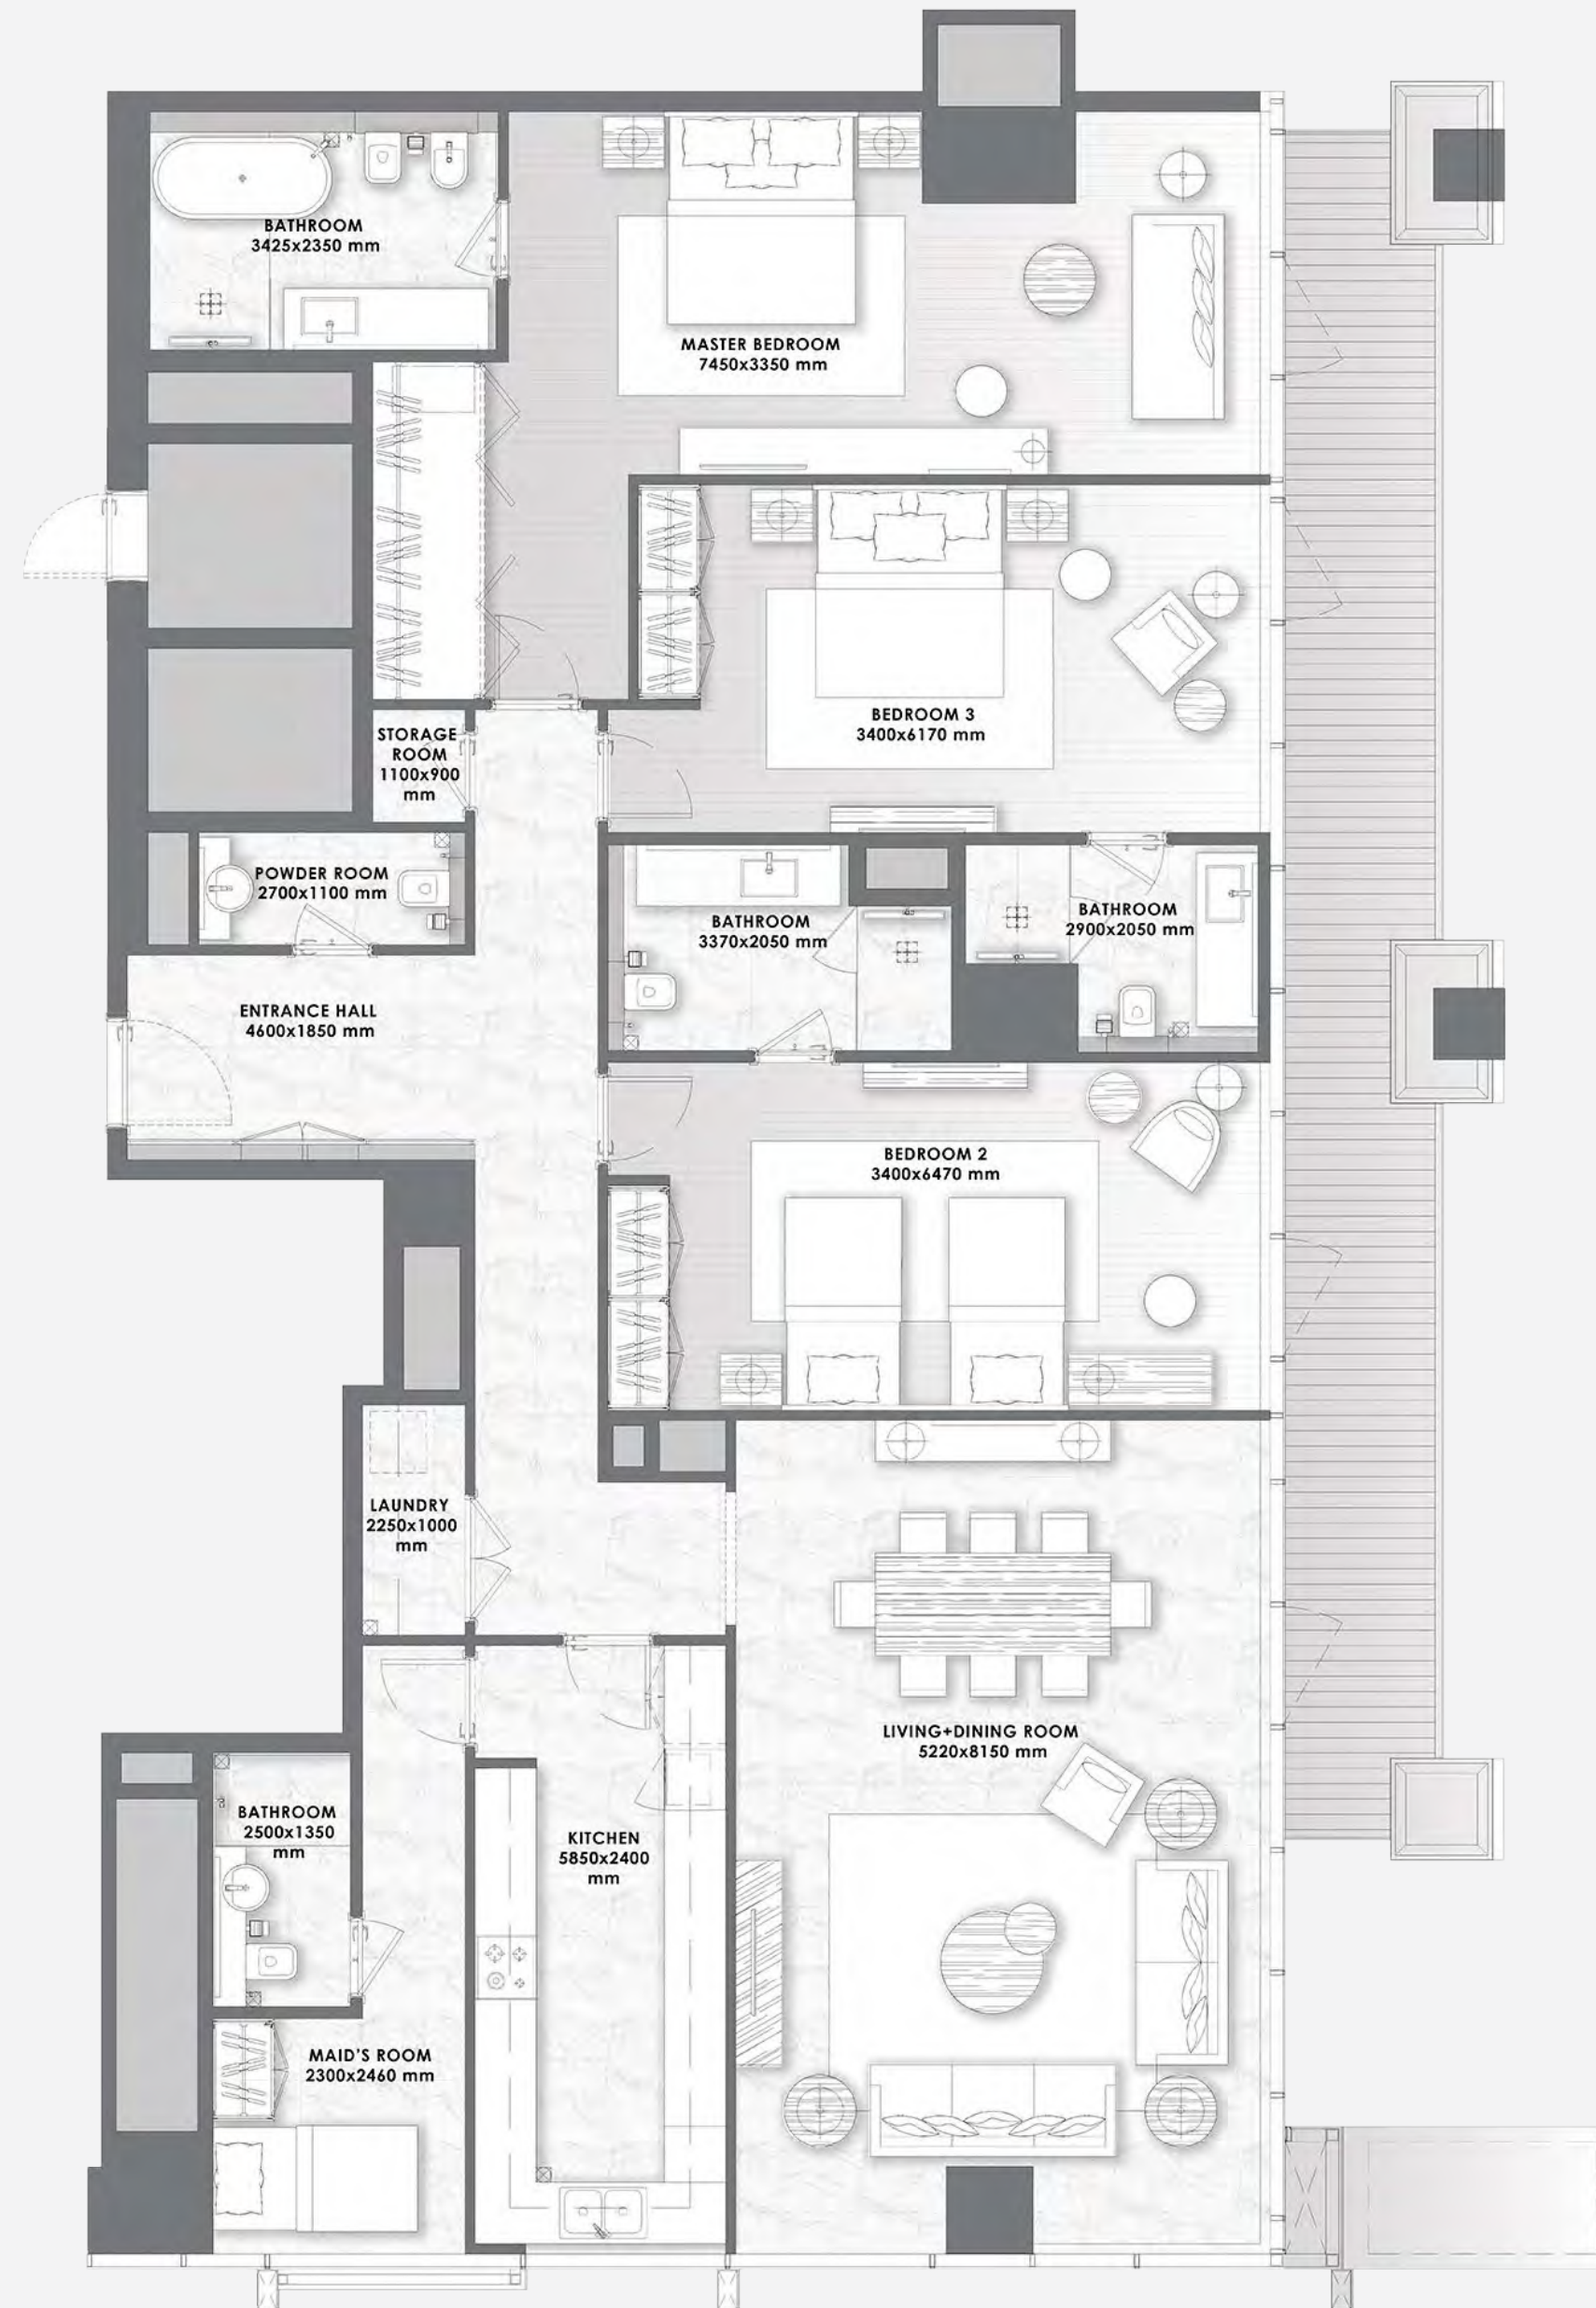 BATHROOM
3425x2350 mm
MASTER BEDROOM
7450x3350 mm
STORAGE
ROOM
1100x900
mm
BEDROOM 3
3400x6170 mm
POWDER ROOM
2700x1100 mm
BATHROOM
3370x2050 mm
BATHROOM
2900x2050 mm
ENTRANCE HALL
4600x1850 mm
BEDROOM 2
3400x6470 mm
LAUNDRY
2250x1000
mm
LIVING+DINING ROOM
5220x8150 mm
BATHROOM
2500x1350
mm
KITCHEN
5850x2400
mm
MAID'S ROOM
2300x2460 mm